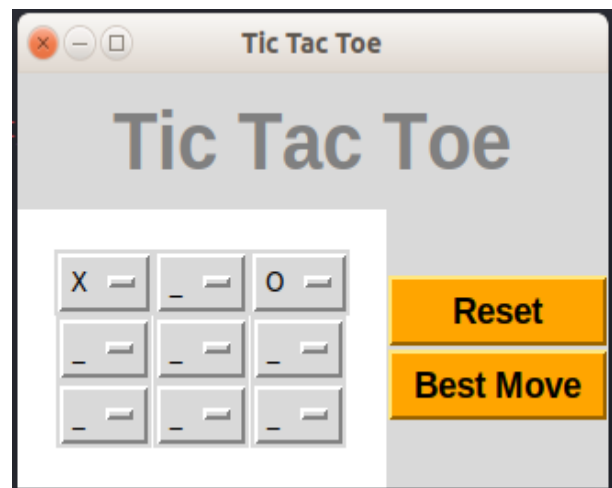 Tic Tac Toe
Tic Tac Toe
X _ O
_ _ _
_ _ _
Reset
Best Move